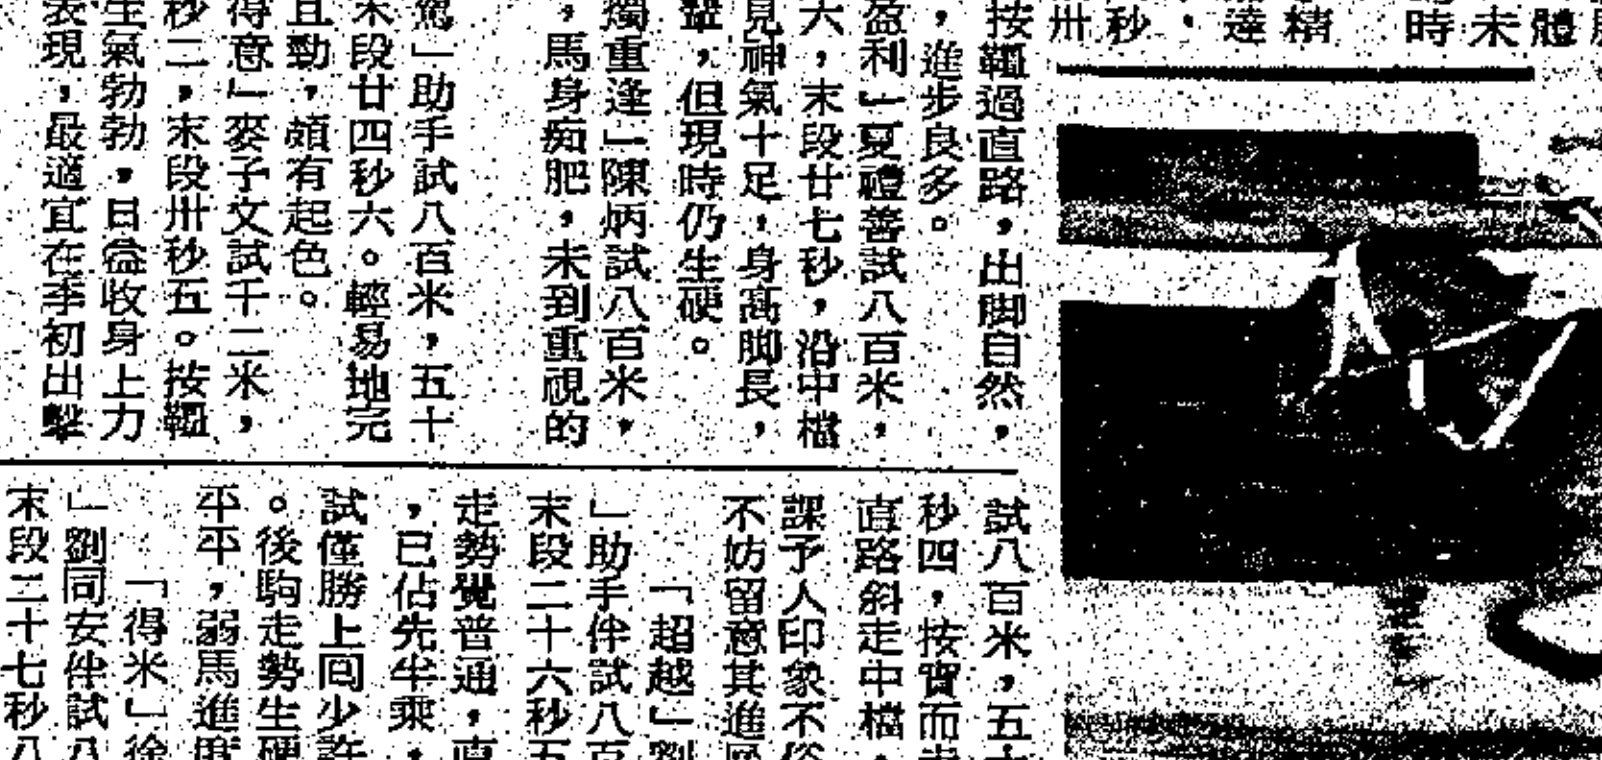 體
未
時
精
達
秒
卅
按韁過直路，出脚自然，
，進步良多。
盈利」夏禮善試八百米，
六，末段廿七秒，沿中檔
見神氣十足，身高脚長，
鞋，但現時仍生硬。
獨重逢」陳炳試八百米，
，馬身痴肥，未到重視的
駕」助手試八百米，五十
末段廿四秒六。輕易地完
且勁，頗有起色。
得意」麥子文試千二米，
秒二，末段卅秒五。按韁
生氣勃勃，日益收身上力
表現，最適宜在季初出擊
試八百米，五十
秒四，按實而走
直路斜走中檔，
課予人印象不俗
不妨留意其進展
「超越」劉
」助手伴試八百
末段二十六秒五
走勢覺普通，直
，已佔先半乘，
試僅勝上同少許
。後駒走勢生硬
平平，弱馬進度
「得米」徐
」劉同安伴試八
末段二十七秒八